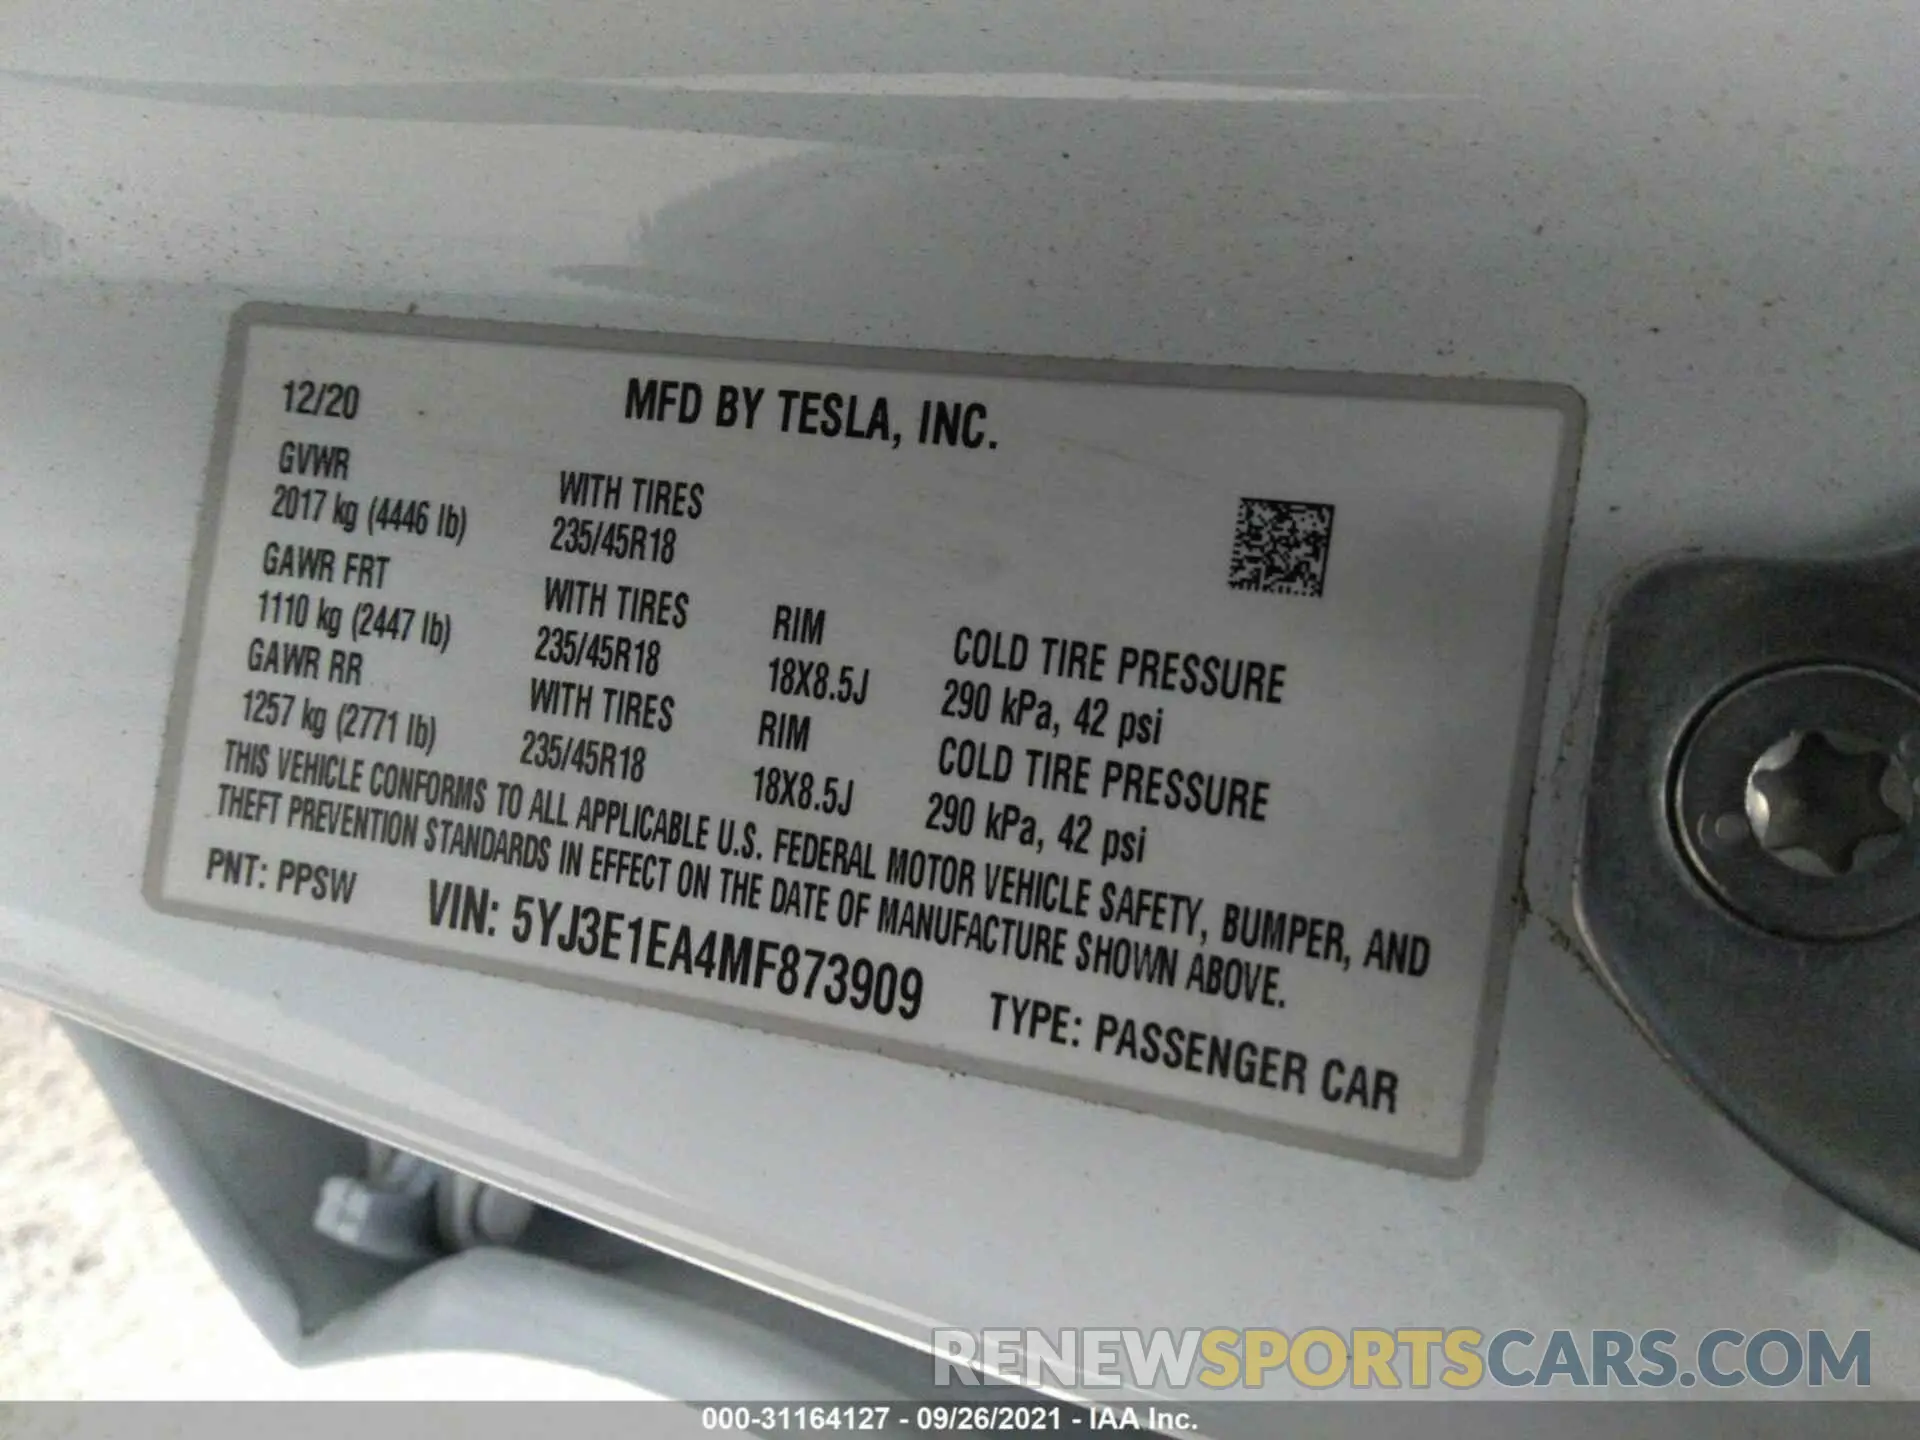 12/20 MFD BY TESLA, INC.
GVWR
2017 kg (4446 lb)
WITH TIRES
235/45R18
GAWR FRT
1110 kg (2447 lb)
WITH TIRES
235/45R18
RIM
18X8.5J
COLD TIRE PRESSURE
290 kPa, 42 psi
GAWR RR
1257 kg (2771 lb)
WITH TIRES
235/45R18
RIM
18X8.5J
COLD TIRE PRESSURE
290 kPa, 42 psi
THIS VEHICLE CONFORMS TO ALL APPLICABLE U.S. FEDERAL MOTOR VEHICLE SAFETY, BUMPER, AND
THEFT PREVENTION STANDARDS IN EFFECT ON THE DATE OF MANUFACTURE SHOWN ABOVE.
PNT: PPSW VIN: 5YJ3E1EA4MF873909 TYPE: PASSENGER CAR
RENEWSPORTSCARS.COM
000-31164127 - 09/26/2021 - IAA Inc.